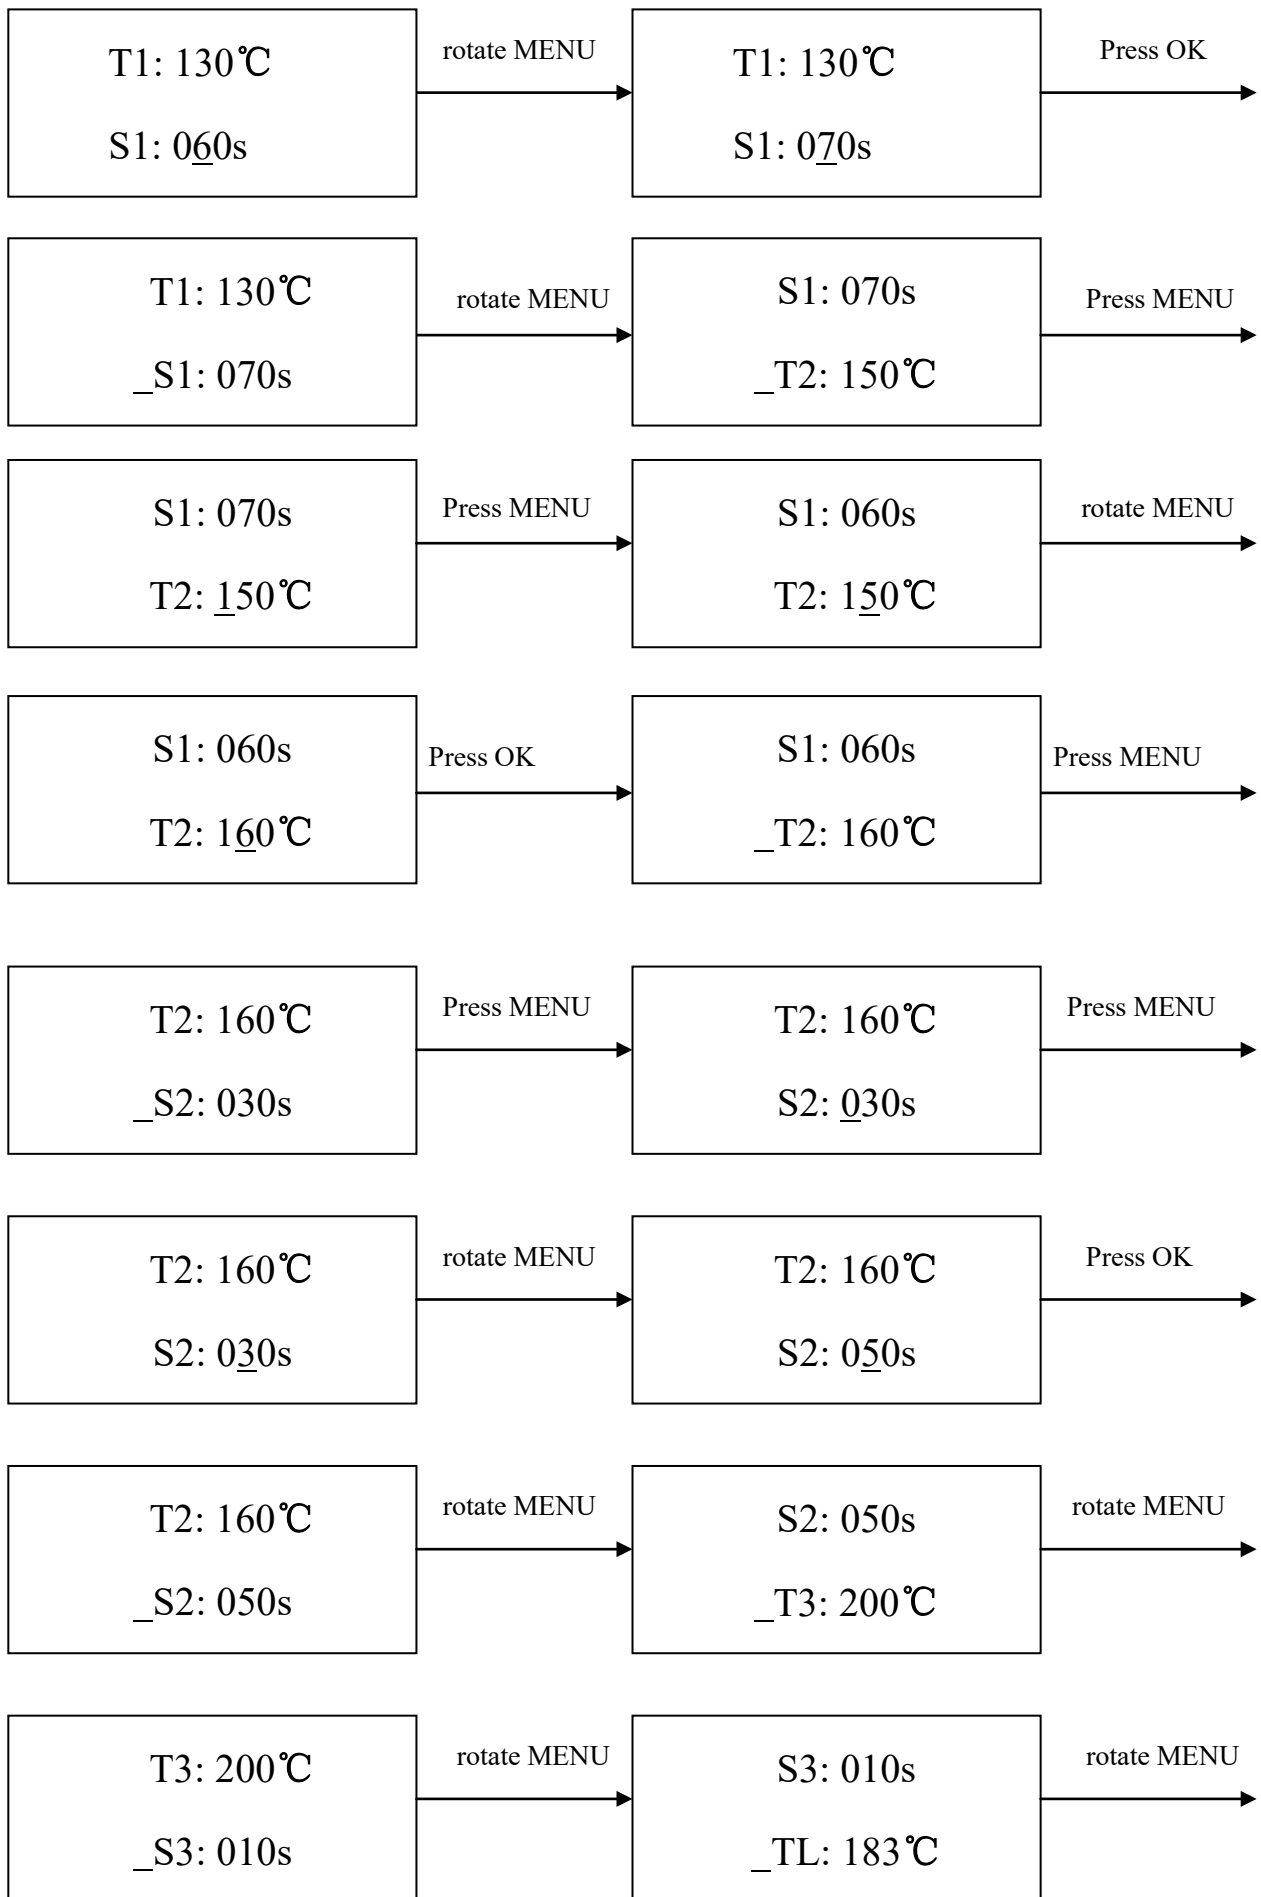 T1: 130℃
S1: 060s
rotate MENU
T1: 130℃
S1: 070s
Press OK
T1: 130℃
_S1: 070s
rotate MENU
S1: 070s
_T2: 150℃
Press MENU
S1: 070s
T2: 150℃
Press MENU
S1: 060s
T2: 150℃
rotate MENU
S1: 060s
T2: 160℃
Press OK
S1: 060s
_T2: 160℃
Press MENU
T2: 160℃
_S2: 030s
Press MENU
T2: 160℃
S2: 030s
Press MENU
T2: 160℃
S2: 030s
rotate MENU
T2: 160℃
S2: 050s
Press OK
T2: 160℃
_S2: 050s
rotate MENU
S2: 050s
_T3: 200℃
rotate MENU
T3: 200℃
_S3: 010s
rotate MENU
S3: 010s
_TL: 183℃
rotate MENU